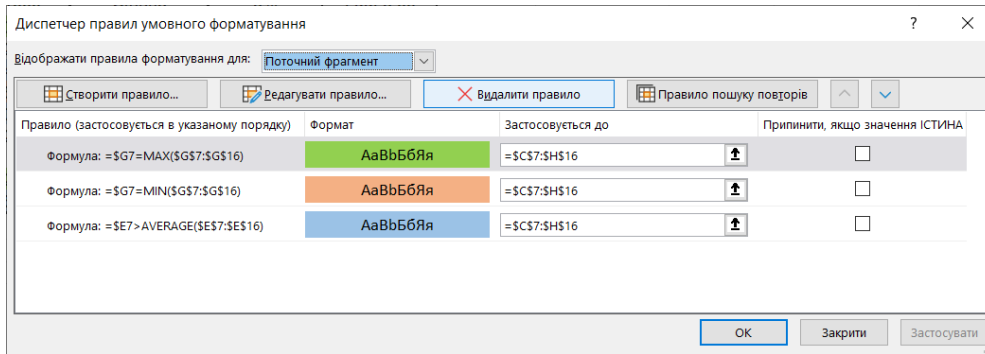 Диспетчер правил умовного форматування ?
Відображати правила форматування для: Поточний фрагмент
Створити правило... Редагувати правило... Видалити правило Правило пошуку повторів
Правило (застосовується в указаному порядку) Формат Застосовується до Припинити, якщо значення ІСТИНА
Формула: =$G7=MAX($G$7:$G$16) АаВbБбЯя =$C$7:$H$16
Формула: =$G7=MIN($G$7:$G$16) АаВbБбЯя =$C$7:$H$16
Формула: =$E7>AVERAGE($E$7:$E$16) АаВbБбЯя =$C$7:$H$16
ОК Закрити Застосувати